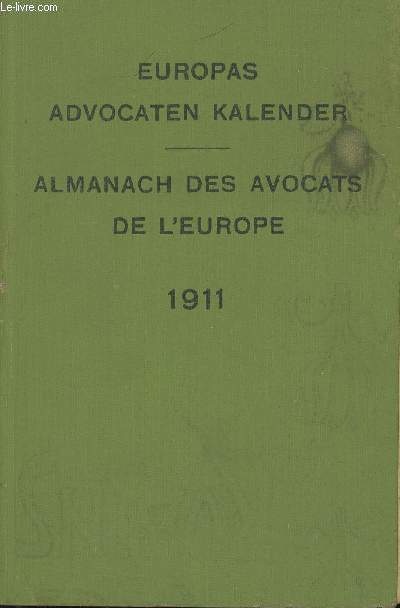 © Le-livre.com
EUROPAS
ADVOCATEN KALENDER
ALMANACH DES AVOCATS
DE L'EUROPE
1911